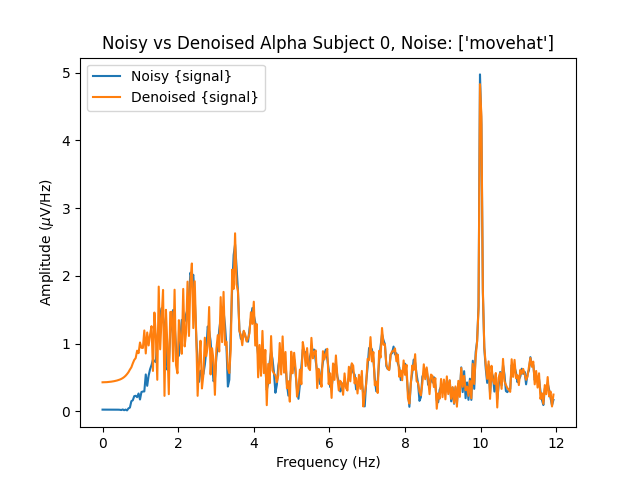 Noisy vs Denoised Alpha Subject 0, Noise: ['movehat']
Noisy {signal}
Denoised {signal}
Amplitude (μV/Hz)
5
4
3
2
1
0
0 2 4 6 8 10 12
Frequency (Hz)